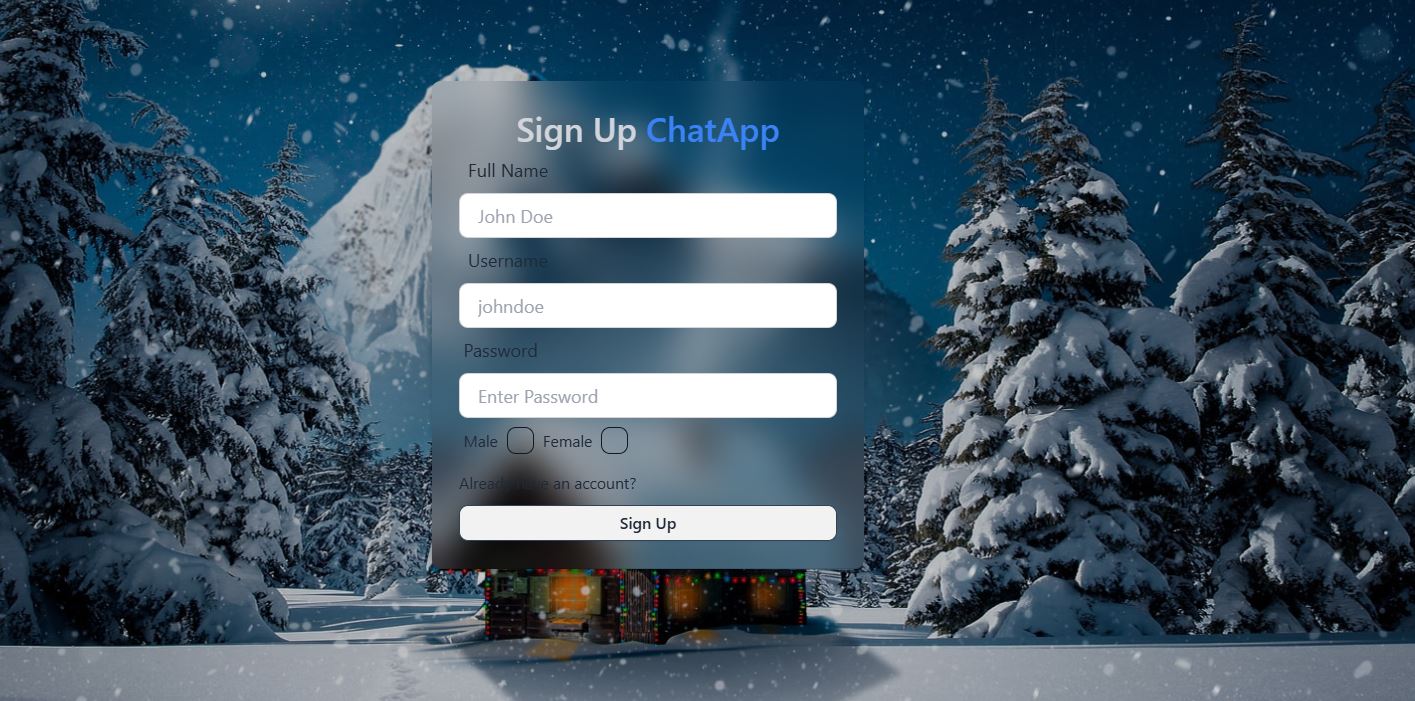 Sign Up ChatApp
Full Name
John Doe
Username
johndoe
Password
Enter Password
Male Female
Already have an account?
Sign Up